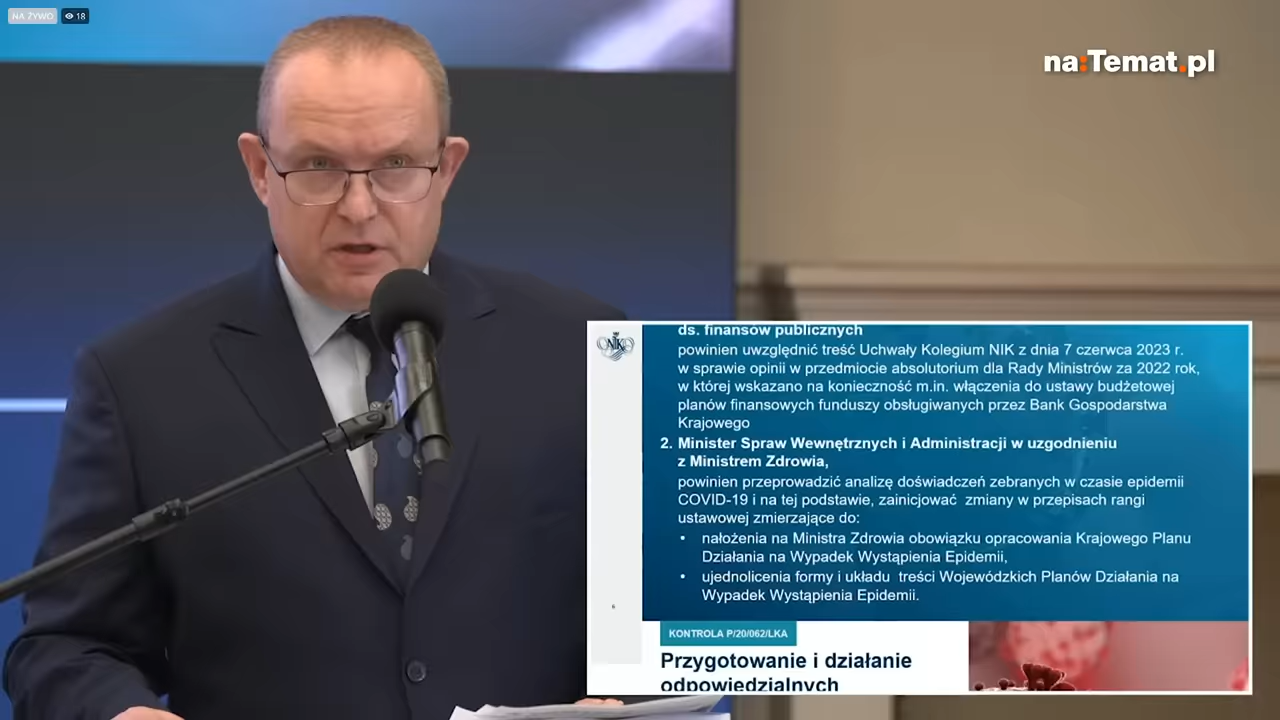 NA ŻYWO
18
na:Temat.pl
NIK
ds. finansów publicznych
powinien uwzględnić treść Uchwały Kolegium NIK z dnia 7 czerwca 2023 r.
w sprawie opinii w przedmiocie absolutorium dla Rady Ministrów za 2022 rok,
w której wskazano na konieczność m.in. włączenia do ustawy budżetowej
planów finansowych funduszy obsługiwanych przez Bank Gospodarstwa
Krajowego
2. Minister Spraw Wewnętrznych i Administracji w uzgodnieniu
z Ministrem Zdrowia,
powinien przeprowadzić analizę doświadczeń zebranych w czasie epidemii
COVID-19 i na tej podstawie, zainicjować zmiany w przepisach rangi
ustawowej zmierzające do:
• nałożenia na Ministra Zdrowia obowiązku opracowania Krajowego Planu
Działania na Wypadek Wystąpienia Epidemii,
• ujednolicenia formy i układu treści Wojewódzkich Planów Działania na
Wypadek Wystąpienia Epidemii.
KONTROLA P/20/062/LKA
Przygotowanie i działanie
odpowiedzialnych